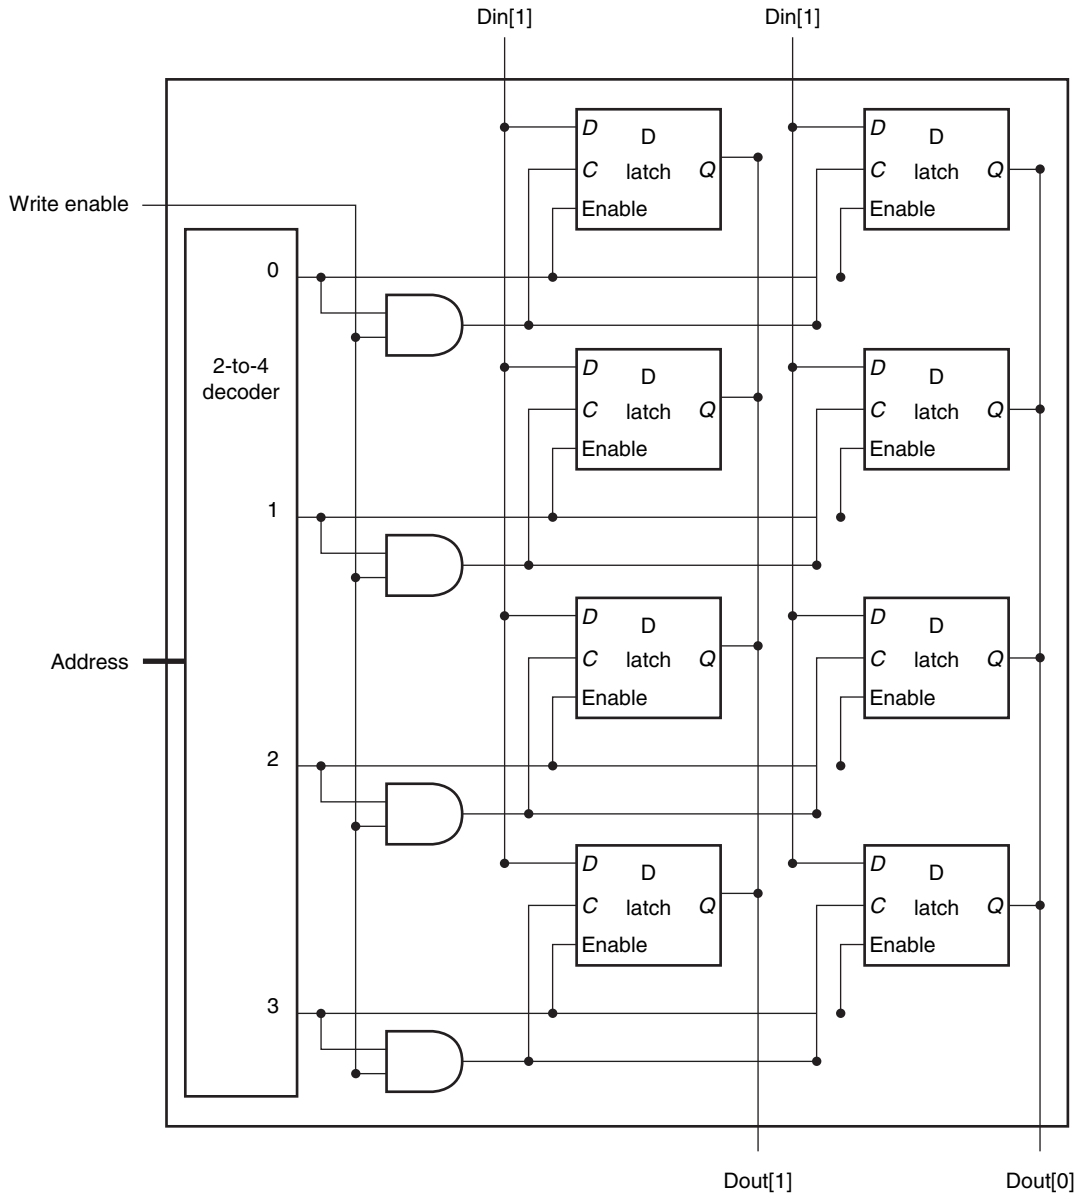 Din[1] Din[1]
D D latch C Q Enable
D D latch C Q Enable
Write enable
0
2-to-4
decoder
D D latch C Q Enable
D D latch C Q Enable
1
Address
D D latch C Q Enable
D D latch C Q Enable
2
D D latch C Q Enable
D D latch C Q Enable
3
Dout[1] Dout[0]